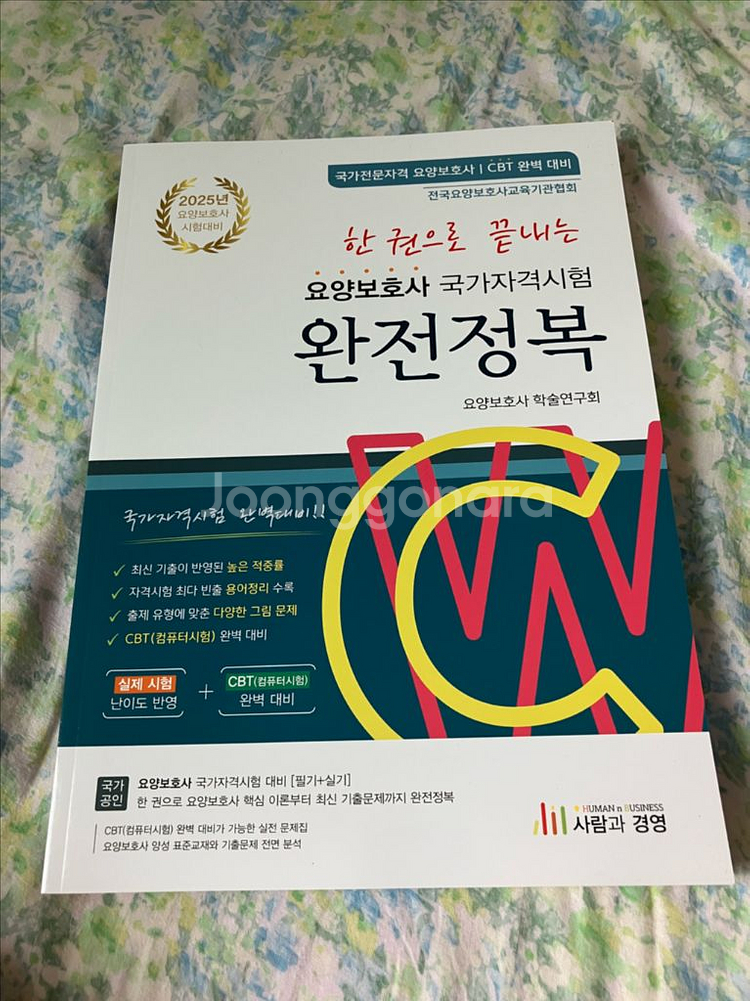 국가전문자격 요양보호사 | CBT 완벽 대비
전국요양보호사교육기관협회
2025년
요양보호사
시험대비
한 권으로 끝내는
요양보호사 국가자격시험
완전정복
요양보호사 학술연구회
CW
Joonggonara
국가자격시험 완벽대비!!
✓ 최신 기출이 반영된 높은 적중률
✓ 자격시험 최다 빈출 용어정리 수록
✓ 출제 유형에 맞춘 다양한 그림 문제
✓ CBT(컴퓨터시험) 완벽 대비
실제 시험
난이도 반영
+
CBT(컴퓨터시험)
완벽 대비
국가
공인
요양보호사 국가자격시험 대비 [필기+실기]
한 권으로 요양보호사 핵심 이론부터 최신 기출문제까지 완전정복
CBT(컴퓨터시험) 완벽 대비가 가능한 실전 문제집
요양보호사 양성 표준교재와 기출문제 전면 분석
HUMAN n BUSINESS
사람과 경영